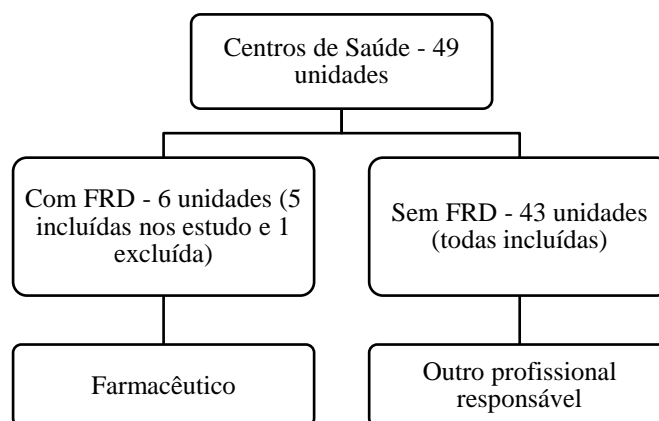 Centros de Saúde - 49
unidades
Com FRD - 6 unidades (5
incluídas nos estudo e 1
excluída)
Sem FRD - 43 unidades
(todas incluídas)
Farmacêutico
Outro profissional
responsável